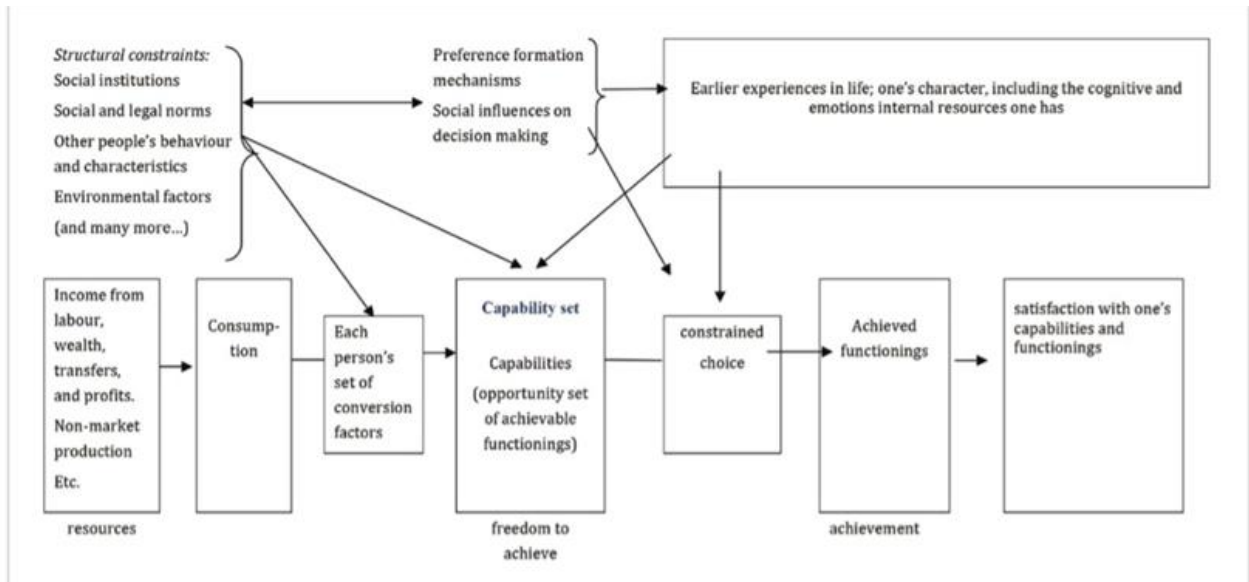 Structural constraints:
Social institutions
Social and legal norms
Other people's behaviour
and characteristics
Environmental factors
(and many more...)
Preference formation
mechanisms
Social influences on
decision making
Earlier experiences in life; one's character, including the cognitive and
emotions internal resources one has
Income from
labour,
wealth,
transfers,
and profits.
Non-market
production
Etc.
resources
Consump-
tion
Each
person's
set of
conversion
factors
Capability set
Capabilities
(opportunity set
of achievable
functionings)
freedom to
achieve
constrained
choice
Achieved
functionings
achievement
satisfaction with one's
capabilities and
functionings